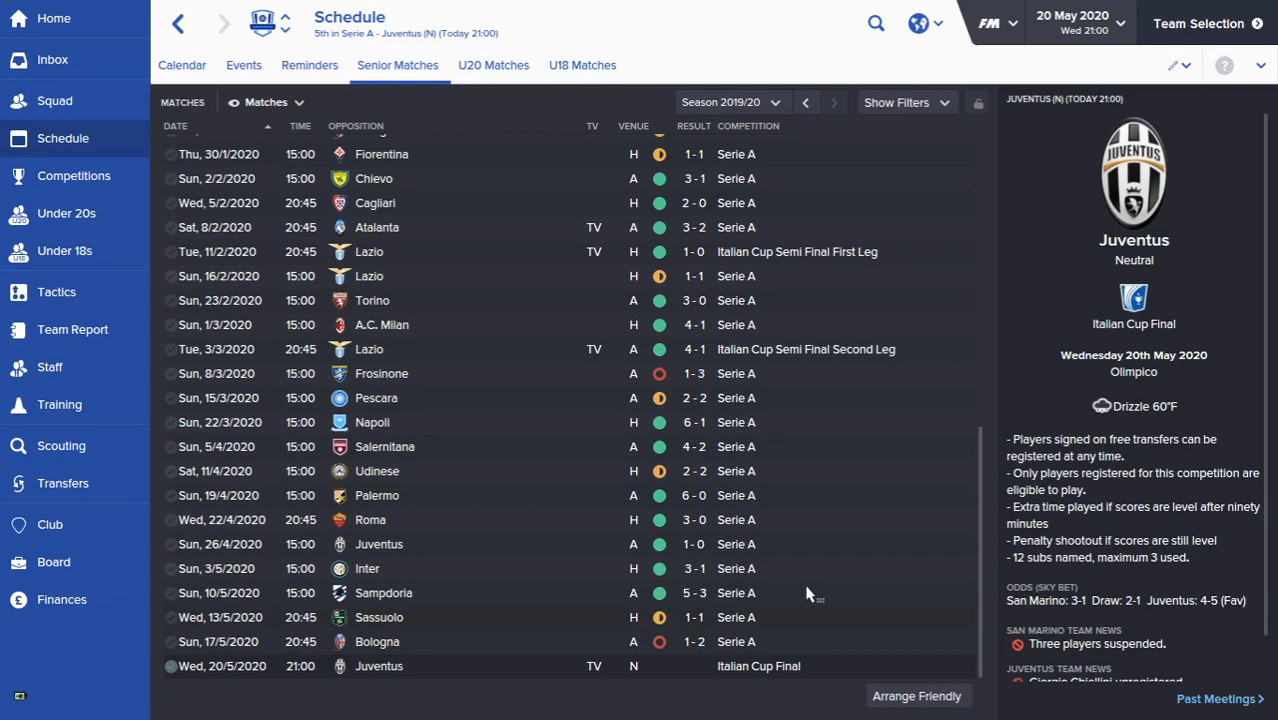 Home
Inbox
Squad
Schedule
Competitions
Under 20s
Under 18s
Tactics
Team Report
Staff
Training
Scouting
Transfers
Club
Board
Finances
Schedule
5th in Serie A - Juventus (N) (Today 21:00)
FM
20 May 2020
Wed 21:00
Team Selection
Calendar Events Reminders Senior Matches U20 Matches U18 Matches
MATCHES Matches Season 2019/20 Show Filters
DATE TIME OPPOSITION TV VENUE RESULT COMPETITION
Thu, 30/1/2020 15:00 Fiorentina H 1 - 1 Serie A
Sun, 2/2/2020 15:00 Chievo A 3 - 1 Serie A
Wed, 5/2/2020 20:45 Cagliari H 2 - 0 Serie A
Sat, 8/2/2020 20:45 Atalanta TV A 3 - 2 Serie A
Tue, 11/2/2020 20:45 Lazio TV H 1 - 0 Italian Cup Semi Final First Leg
Sun, 16/2/2020 15:00 Lazio H 1 - 1 Serie A
Sun, 23/2/2020 15:00 Torino A 3 - 0 Serie A
Sun, 1/3/2020 15:00 A.C. Milan H 4 - 1 Serie A
Tue, 3/3/2020 20:45 Lazio TV A 4 - 1 Italian Cup Semi Final Second Leg
Sun, 8/3/2020 15:00 Frosinone A 1 - 3 Serie A
Sun, 15/3/2020 15:00 Pescara A 2 - 2 Serie A
Sun, 22/3/2020 15:00 Napoli H 6 - 1 Serie A
Sun, 5/4/2020 15:00 Salernitana A 4 - 2 Serie A
Sat, 11/4/2020 15:00 Udinese H 2 - 2 Serie A
Sun, 19/4/2020 15:00 Palermo A 6 - 0 Serie A
Wed, 22/4/2020 20:45 Roma H 3 - 0 Serie A
Sun, 26/4/2020 15:00 Juventus A 1 - 0 Serie A
Sun, 3/5/2020 15:00 Inter H 3 - 1 Serie A
Sun, 10/5/2020 15:00 Sampdoria A 5 - 3 Serie A
Wed, 13/5/2020 20:45 Sassuolo H 1 - 1 Serie A
Sun, 17/5/2020 20:45 Bologna A 1 - 2 Serie A
Wed, 20/5/2020 21:00 Juventus TV N Italian Cup Final
Arrange Friendly
JUVENTUS (N) (TODAY 21:00)
JUVENTUS
Juventus
Neutral
Italian Cup Final
Wednesday 20th May 2020
Olimpico
Drizzle 60°F
- Players signed on free transfers can be
registered at any time.
- Only players registered for this competition are
eligible to play.
- Extra time played if scores are level after ninety
minutes
- Penalty shootout if scores are still level
- 12 subs named, maximum 3 used.
ODDS (SKY BET)
San Marino: 3-1 Draw: 2-1 Juventus: 4-5 (Fav)
SAN MARINO TEAM NEWS
Three players suspended.
JUVENTUS TEAM NEWS
Giorgio Chiellini unregistered
Past Meetings >